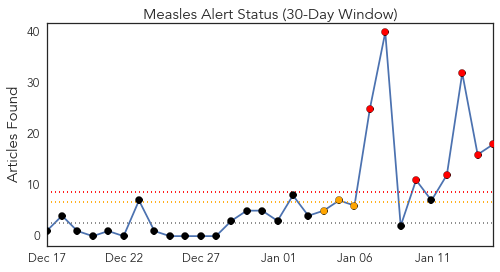 Measles Alert Status (30-Day Window)
Articles Found
40
30
20
10
0
Dec 17 Dec 22 Dec 27 Jan 01 Jan 06 Jan 11